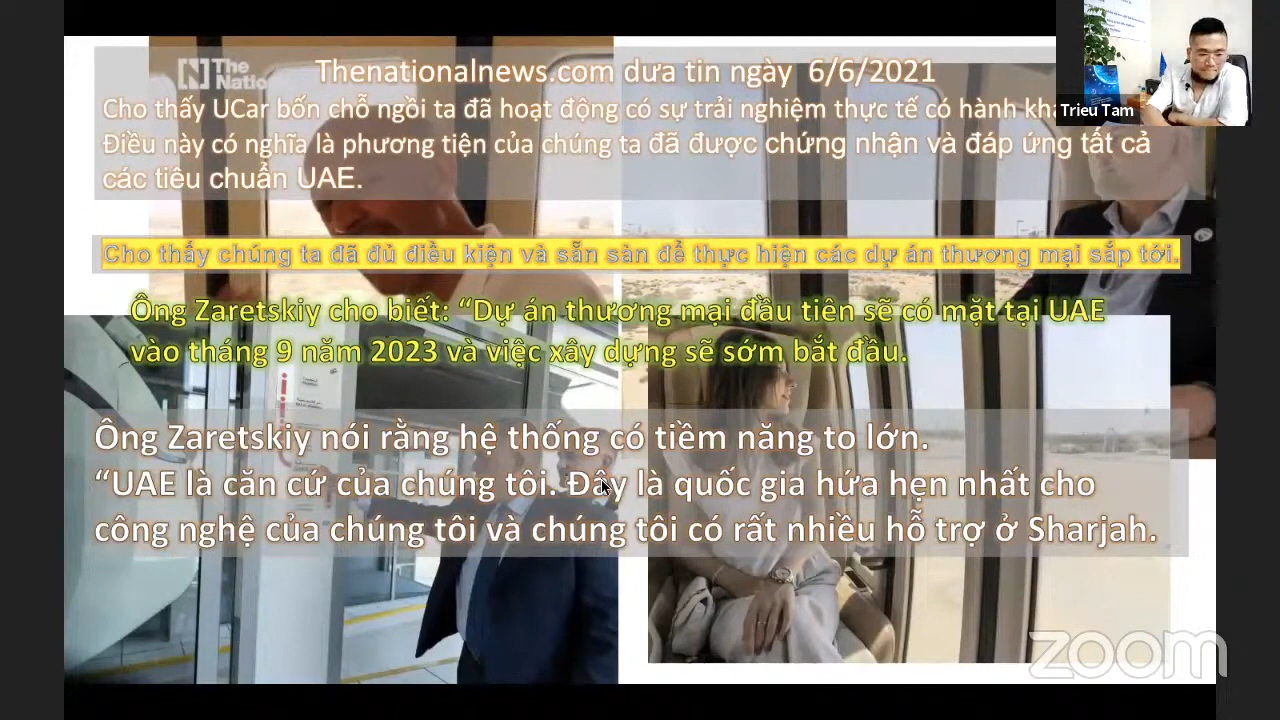 The
Natio
Thenationalnews.com dưa tin ngày 6/6/2021
Cho thấy UCar bốn chỗ ngồi ta đã hoạt động có sự trải nghiệm thực tế có hành
Trieu Tam
Điều này có nghĩa là phương tiện của chúng ta đã được chứng nhận và đáp ứng tất cả
các tiêu chuẩn UAE.
Cho thấy chúng ta đã đủ điều kiện và sẵn sàn để thực hiện các dự án thương mại sắp tới.
Ông Zaretskiy cho biết: “Dự án thương mại đầu tiên sẽ có mặt tại UAE
vào tháng 9 năm 2023 và việc xây dựng sẽ sớm bắt đầu.
Ông Zaretskiy nói rằng hệ thống có tiềm năng to lớn.
“UAE là căn cứ của chúng tôi. Đây là quốc gia hứa hẹn nhất cho
công nghệ của chúng tôi và chúng tôi có rất nhiều hỗ trợ ở Sharjah.
zoom